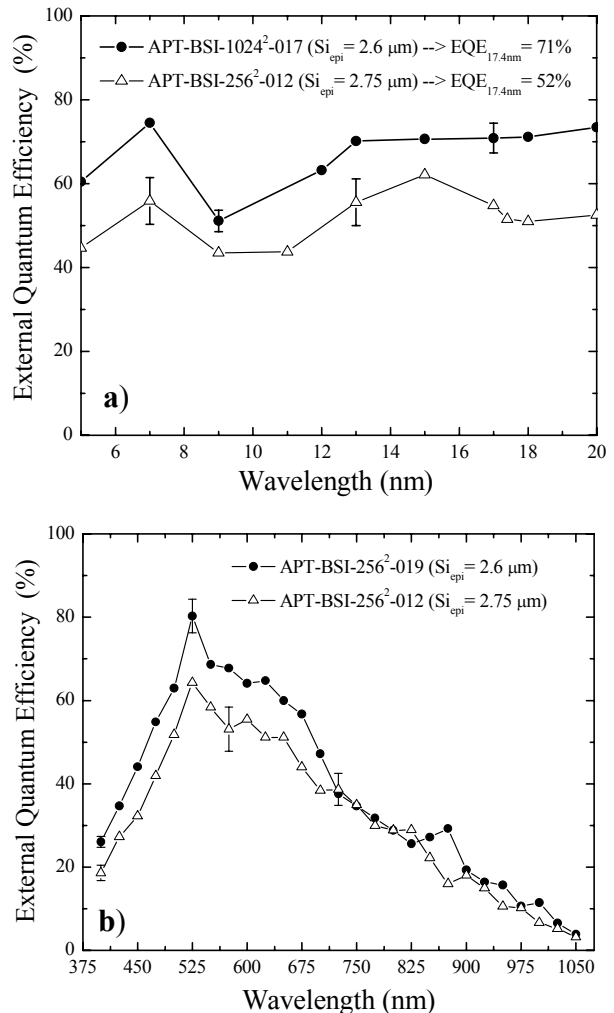 APT-BSI-1024²-017 (Si_epi = 2.6 μm) --> EQE_17.4nm = 71%
APT-BSI-256²-012 (Si_epi = 2.75 μm) --> EQE_17.4nm = 52%
External Quantum Efficiency (%)
100
80
60
40
20
0
a)
6 8 10 12 14 16 18 20
Wavelength (nm)
APT-BSI-256²-019 (Si_epi = 2.6 μm)
APT-BSI-256²-012 (Si_epi = 2.75 μm)
External Quantum Efficiency (%)
100
80
60
40
20
0
b)
375 450 525 600 675 750 825 900 975 1050
Wavelength (nm)